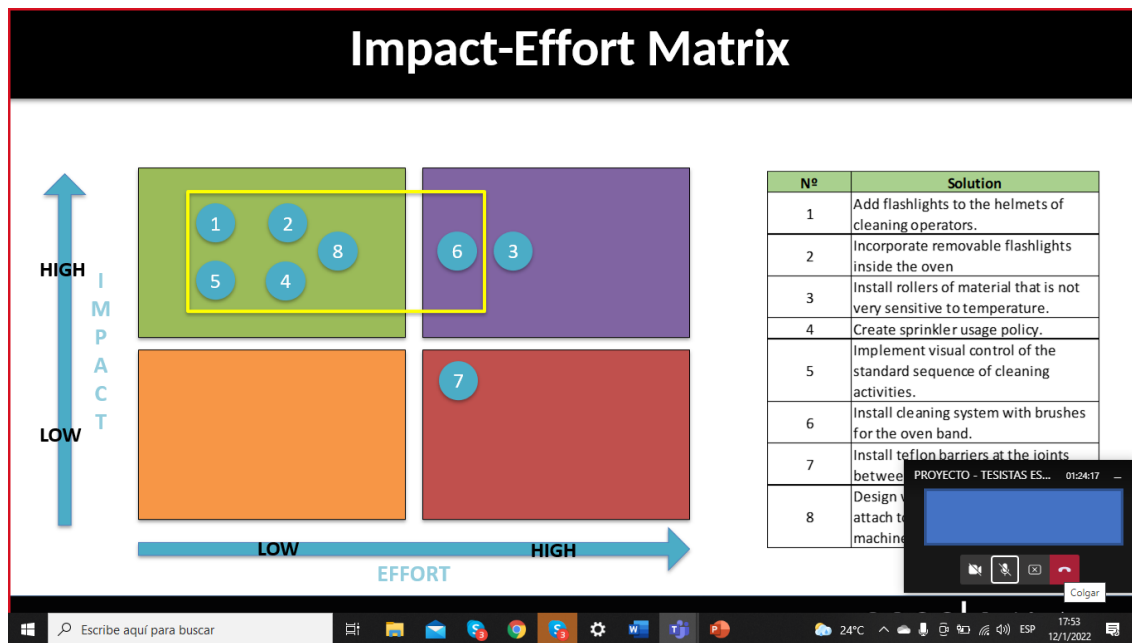 Impact-Effort Matrix
HIGH
LOW
IMPACT
1
2
8
5
4
6
3
7
LOW
HIGH
EFFORT
Nº Solution
1 Add flashlights to the helmets of
cleaning operators.
2 Incorporate removable flashlights
inside the oven
3 Install rollers of material that is not
very sensitive to temperature.
4 Create sprinkler usage policy.
5 Implement visual control of the
standard sequence of cleaning
activities.
6 Install cleaning system with brushes
for the oven band.
7 Install teflon barriers at the joints
8 Design
attach
machine
PROYECTO - TESISTAS ES... 01:24:17
Colgar
Escribe aquí para buscar
24°C
ESP
17:53
12/1/2022